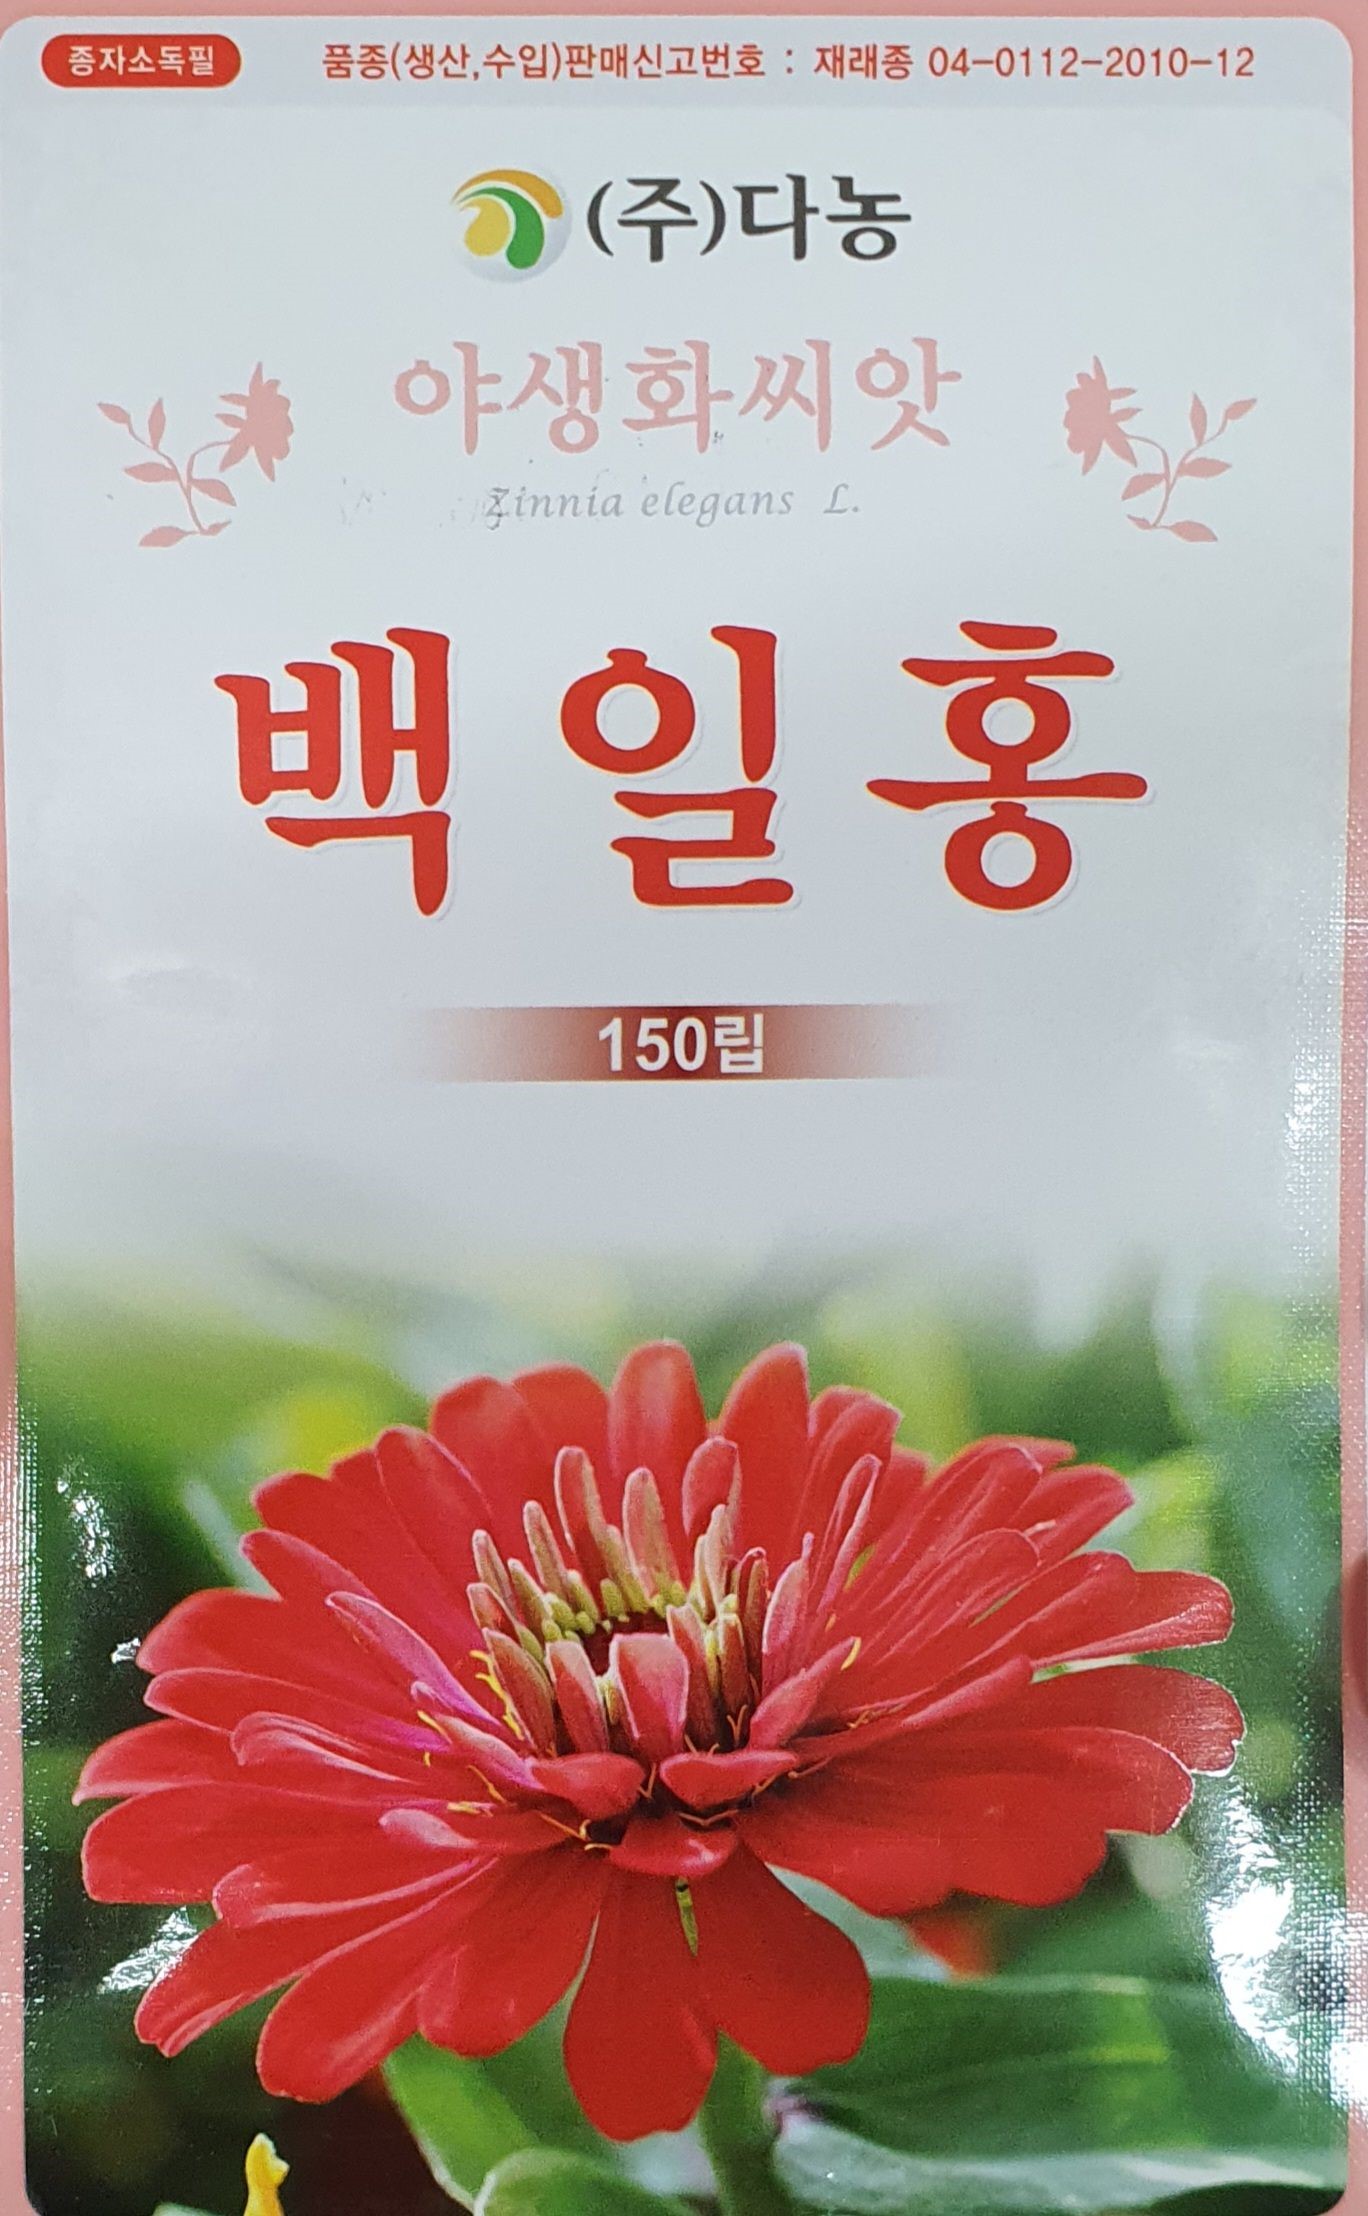 종자소독필
품종(생산,수입)판매신고번호 : 재래종 04-0112-2010-12
(주)다농
야생화씨앗
Zinnia elegans L.
백일홍
150립